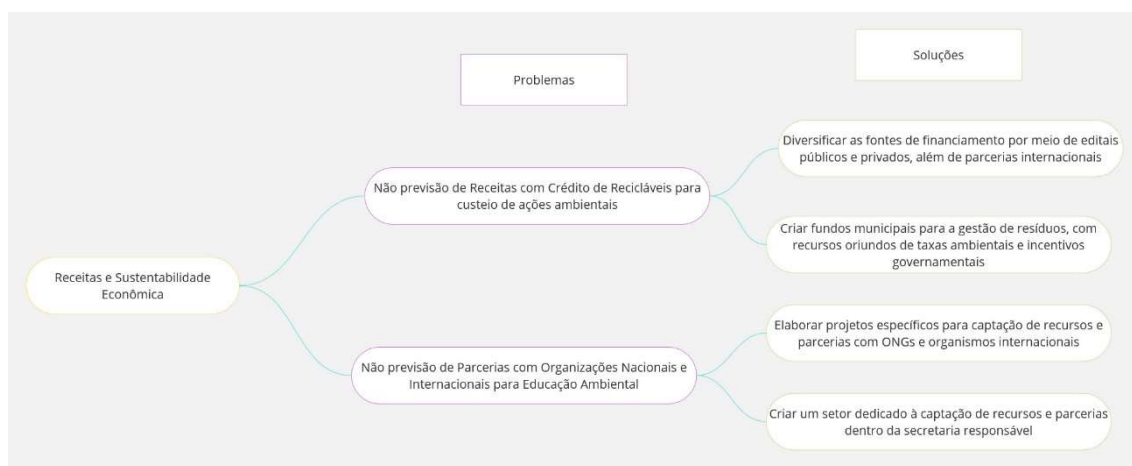 Problemas
Soluções
Receitas e Sustentabilidade
Econômica
Não previsão de Receitas com Crédito de Recicláveis para
custeio de ações ambientais
Diversificar as fontes de financiamento por meio de editais
públicos e privados, além de parcerias internacionais
Criar fundos municipais para a gestão de resíduos, com
recursos oriundos de taxas ambientais e incentivos
governamentais
Não previsão de Parcerias com Organizações Nacionais e
Internacionais para Educação Ambiental
Elaborar projetos específicos para captação de recursos e
parcerias com ONGs e organismos internacionais
Criar um setor dedicado à captação de recursos e parcerias
dentro da secretaria responsável